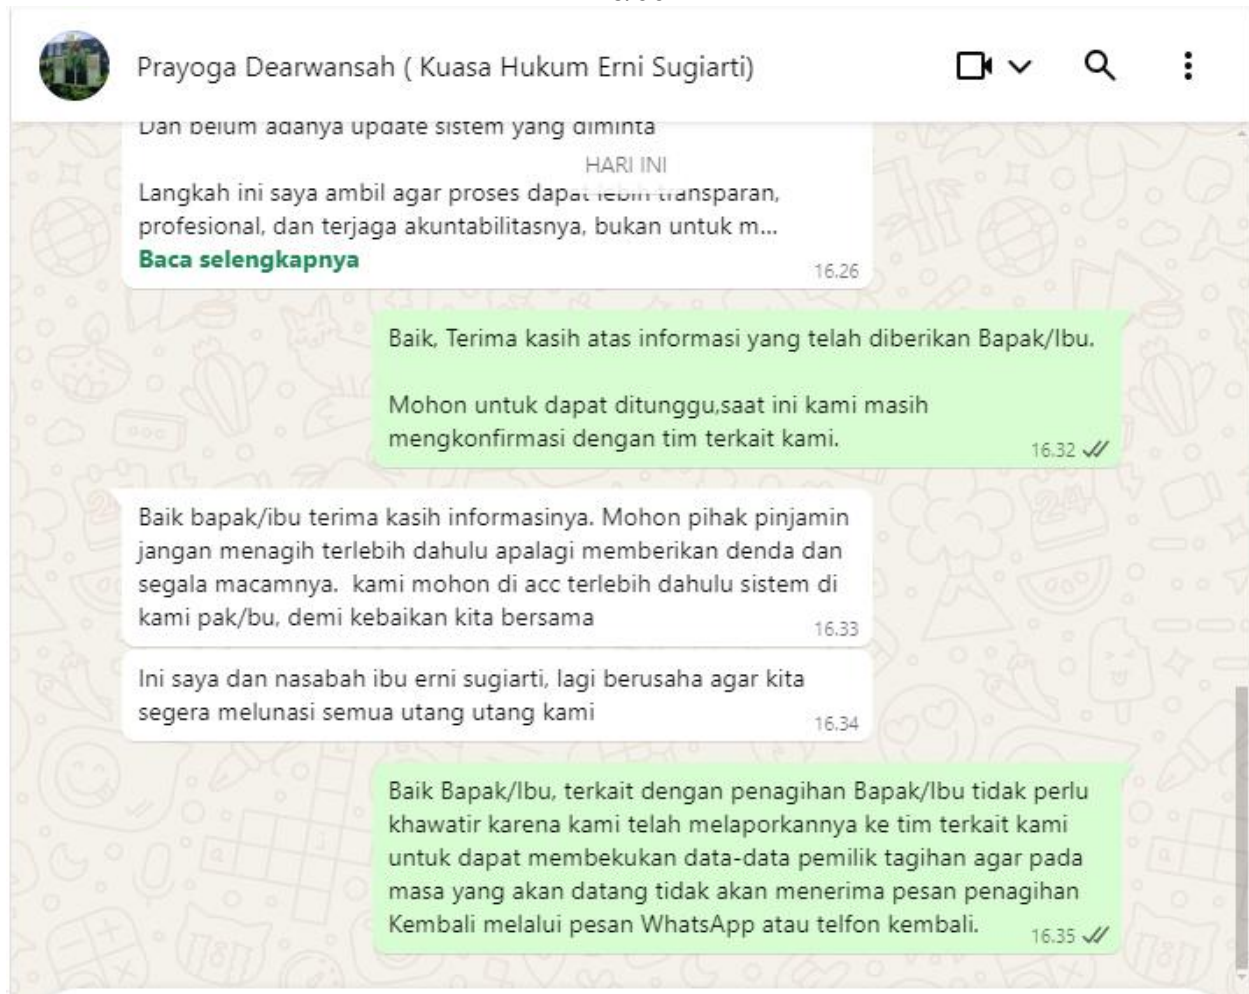 Prayoga Dearwansah ( Kuasa Hukum Erni Sugiarti)
Dan belum adanya update sistem yang diminta
HARI INI
Langkah ini saya ambil agar proses dapat lebih transparan,
profesional, dan terjaga akuntabilitasnya, bukan untuk m...
Baca selengkapnya
16.26
Baik, Terima kasih atas informasi yang telah diberikan Bapak/Ibu.
Mohon untuk dapat ditunggu,saat ini kami masih
mengkonfirmasi dengan tim terkait kami.
16.32
Baik bapak/ibu terima kasih informasinya. Mohon pihak pinjamin
jangan menagih terlebih dahulu apalagi memberikan denda dan
segala macamnya.  kami mohon di acc terlebih dahulu sistem di
kami pak/bu, demi kebaikan kita bersama
16.33
Ini saya dan nasabah ibu erni sugiarti, lagi berusaha agar kita
segera melunasi semua utang utang kami
16.34
Baik Bapak/Ibu, terkait dengan penagihan Bapak/Ibu tidak perlu
khawatir karena kami telah melaporkannya ke tim terkait kami
untuk dapat membekukan data-data pemilik tagihan agar pada
masa yang akan datang tidak akan menerima pesan penagihan
Kembali melalui pesan WhatsApp atau telfon kembali.
16.35